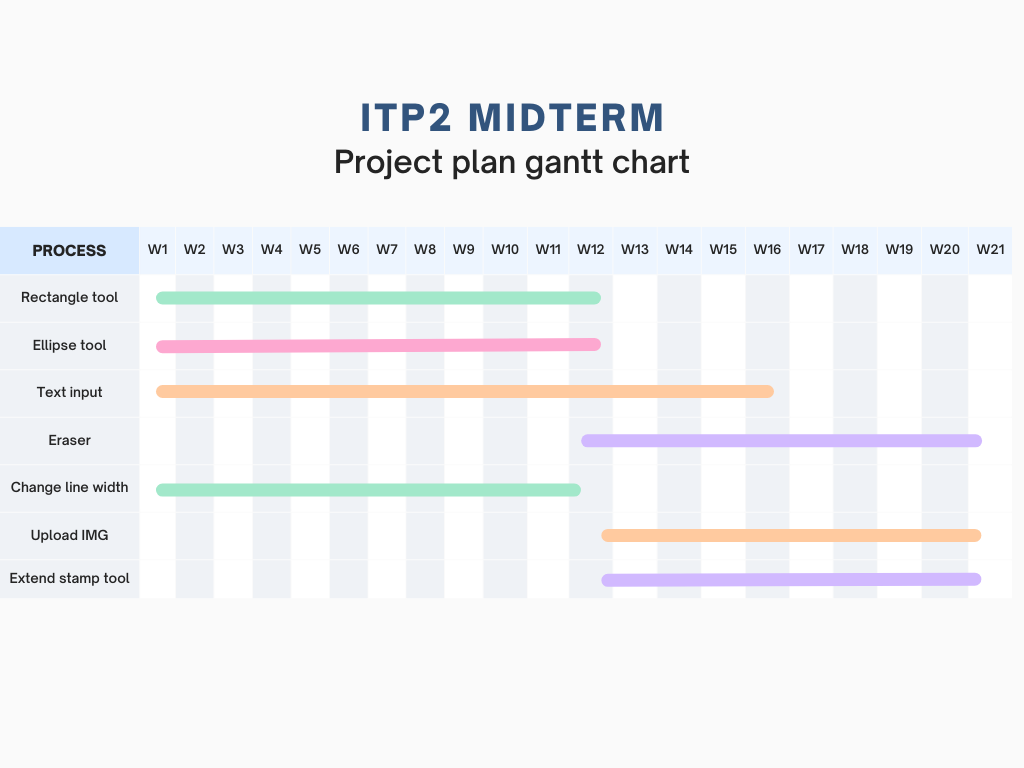 ITP2 MIDTERM
Project plan gantt chart
PROCESS W1 W2 W3 W4 W5 W6 W7 W8 W9 W10 W11 W12 W13 W14 W15 W16 W17 W18 W19 W20 W21
Rectangle tool
Ellipse tool
Text input
Eraser
Change line width
Upload IMG
Extend stamp tool